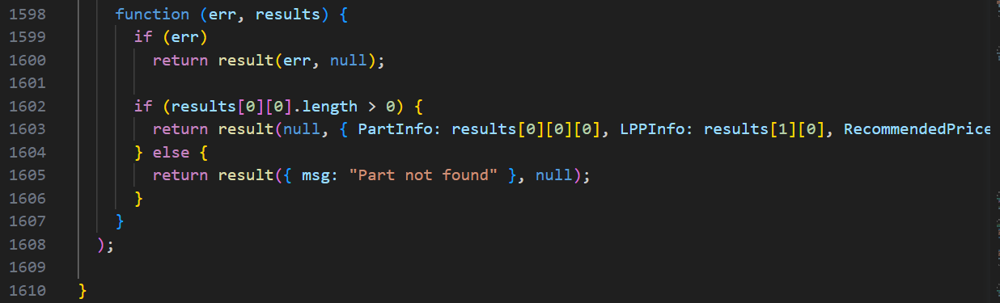 1598 function (err, results) {
1599 if (err)
1600 return result(err, null);
1601
1602 if (results[0][0].length > 0) {
1603 return result(null, { PartInfo: results[0][0][0], LPPInfo: results[1][0], RecommendedPrice
1604 } else {
1605 return result({ msg: "Part not found" }, null);
1606 }
1607 }
1608 );
1609
1610 }